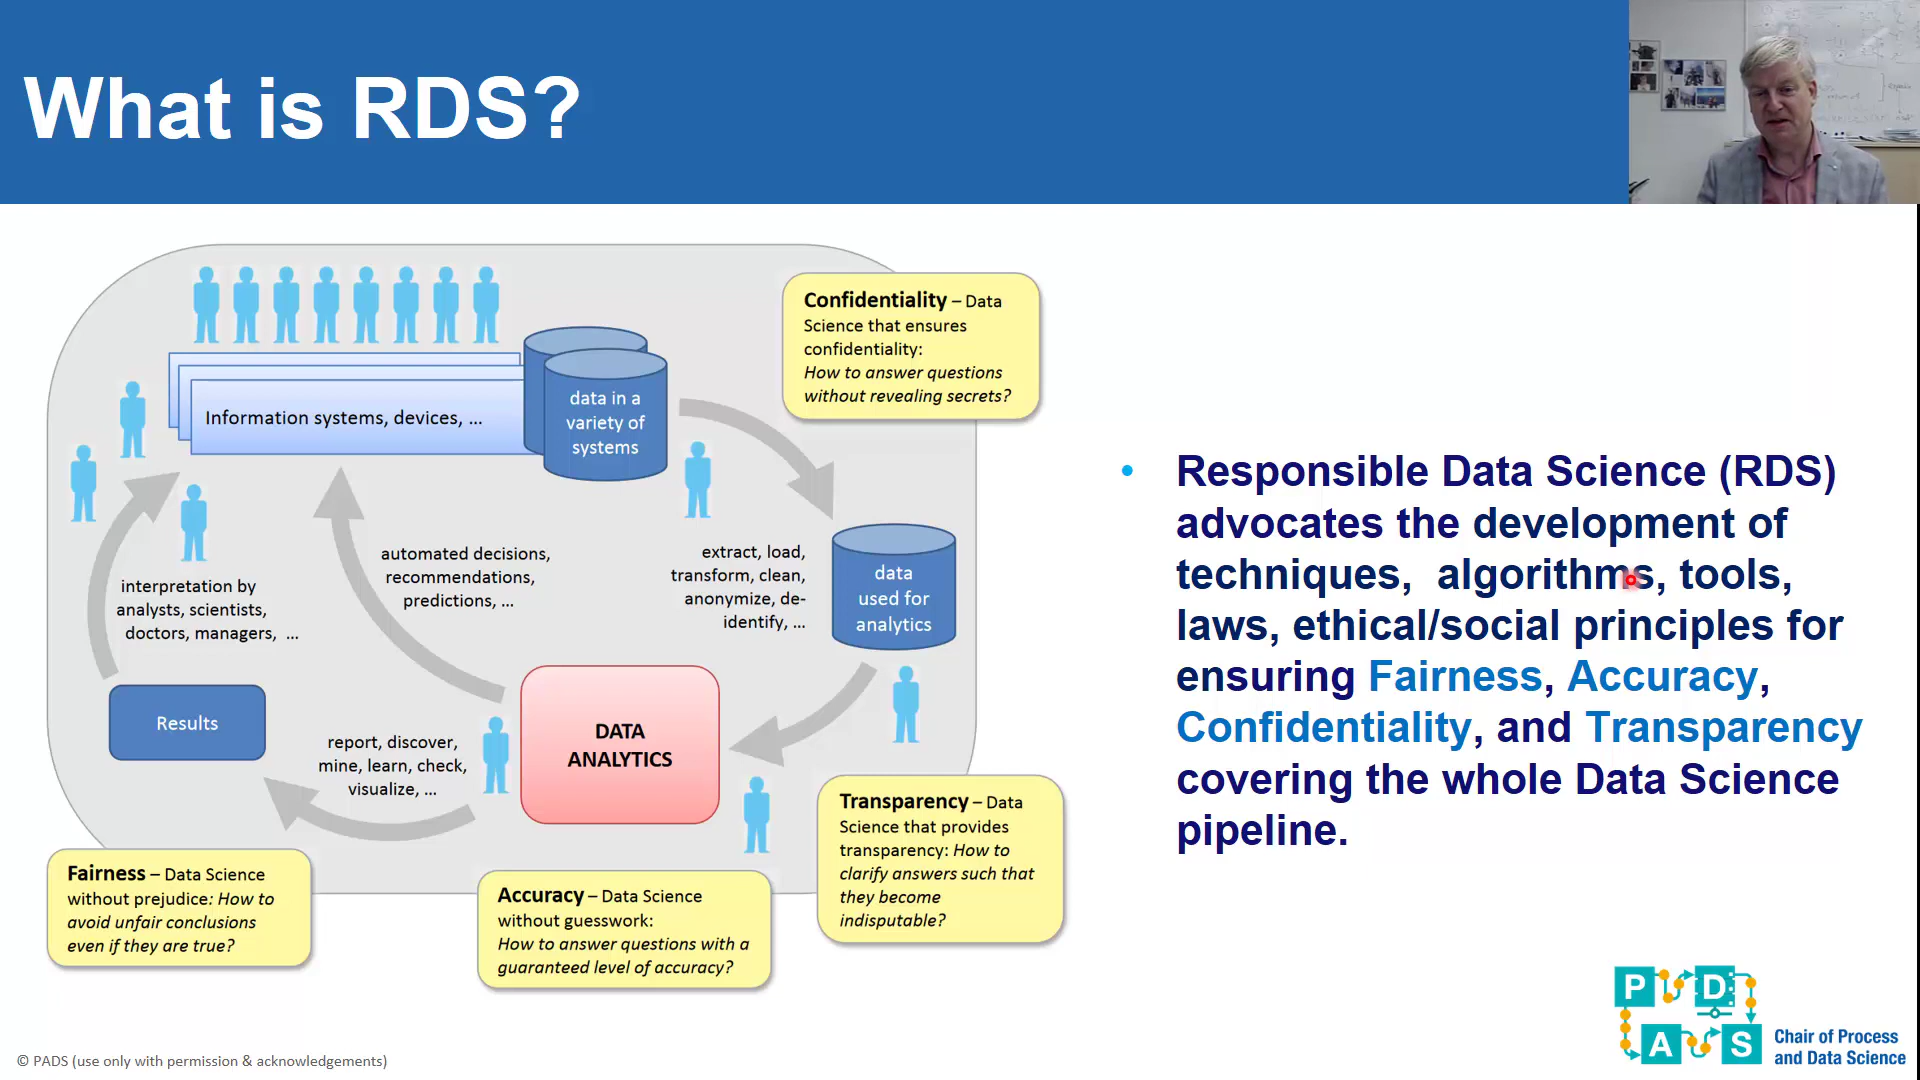 What is RDS?
Confidentiality – Data
Science that ensures
confidentiality:
How to answer questions
without revealing secrets?
Information systems, devices, ...
data in a
variety of
systems
automated decisions,
recommendations,
predictions, ...
extract, load,
transform, clean,
anonymize, de-
identify, ...
data
used for
analytics
interpretation by
analysts, scientists,
doctors, managers, ...
Results
report, discover,
mine, learn, check,
visualize, ...
DATA
ANALYTICS
Transparency – Data
Science that provides
transparency: How to
clarify answers such that
they become
indisputable?
Fairness – Data Science
without prejudice: How to
avoid unfair conclusions
even if they are true?
Accuracy – Data Science
without guesswork:
How to answer questions with a
guaranteed level of accuracy?
• Responsible Data Science (RDS)
advocates the development of
techniques, algorithms, tools,
laws, ethical/social principles for
ensuring Fairness, Accuracy,
Confidentiality, and Transparency
covering the whole Data Science
pipeline.
P D
A S
Chair of Process
and Data Science
© PADS (use only with permission & acknowledgements)